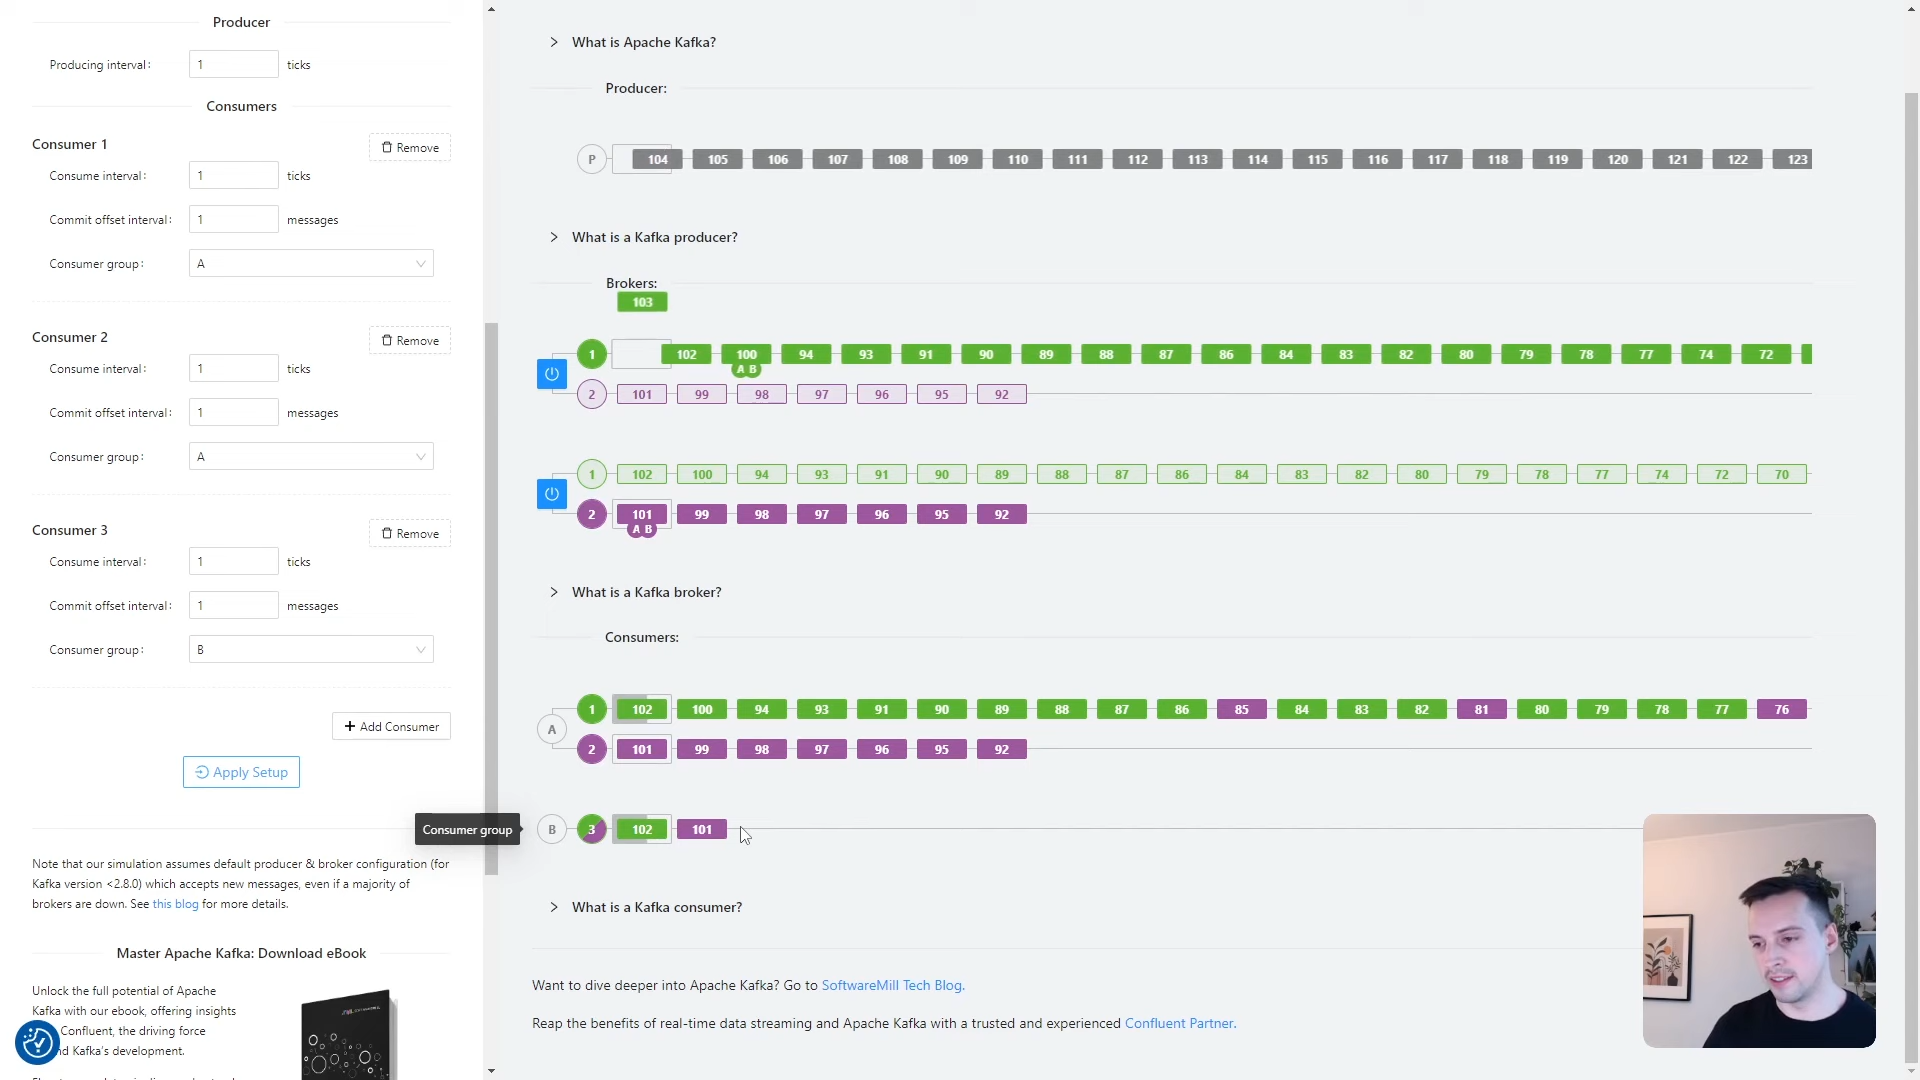 Producer
Producing interval: 1 ticks
Consumers
Consumer 1 Remove
Consume interval: 1 ticks
Commit offset interval: 1 messages
Consumer group: A
Consumer 2 Remove
Consume interval: 1 ticks
Commit offset interval: 1 messages
Consumer group: A
Consumer 3 Remove
Consume interval: 1 ticks
Commit offset interval: 1 messages
Consumer group: B
+ Add Consumer
Apply Setup
Note that our simulation assumes default producer & broker configuration (for
Kafka version <2.8.0) which accepts new messages, even if a majority of
brokers are down. See this blog for more details.
Master Apache Kafka: Download eBook
Unlock the full potential of Apache
Kafka with our ebook, offering insights
Confluent, the driving force
nd Kafka's development.
What is Apache Kafka?
Producer:
P 104 105 106 107 108 109 110 111 112 113 114 115 116 117 118 119 120 121 122 123
What is a Kafka producer?
Brokers:
103
1 102 100 94 93 91 90 89 88 87 86 84 83 82 80 79 78 77 74 72
A B
2 101 99 98 97 96 95 92
1 102 100 94 93 91 90 89 88 87 86 84 83 82 80 79 78 77 74 72 70
2 101 99 98 97 96 95 92
A B
What is a Kafka broker?
Consumers:
A
1 102 100 94 93 91 90 89 88 87 86 85 84 83 82 81 80 79 78 77 76
2 101 99 98 97 96 95 92
Consumer group B 3 102 101
What is a Kafka consumer?
Want to dive deeper into Apache Kafka? Go to SoftwareMill Tech Blog.
Reap the benefits of real-time data streaming and Apache Kafka with a trusted and experienced Confluent Partner.